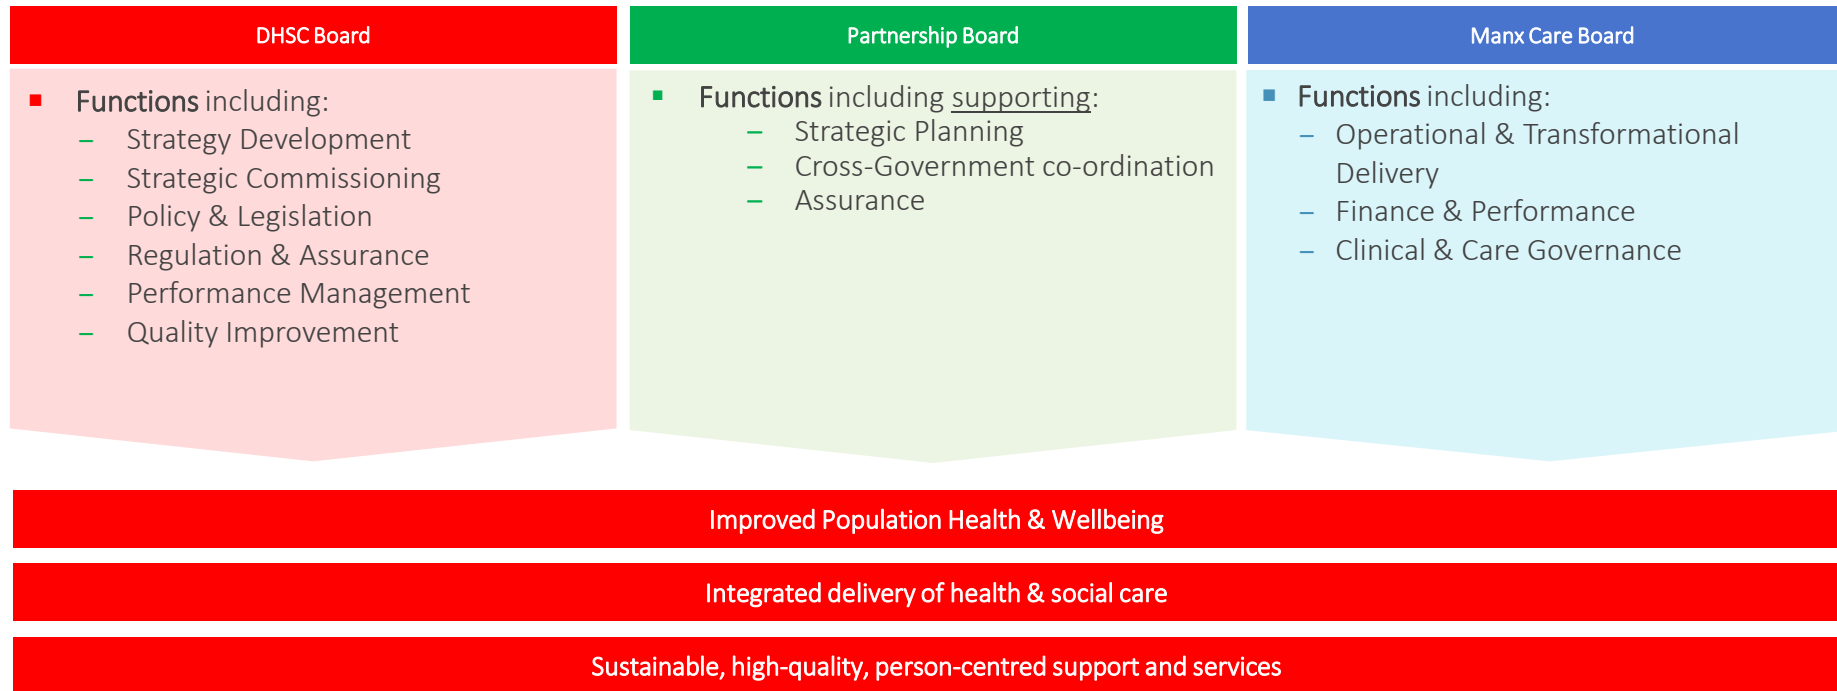 DHSC Board
Functions including:
– Strategy Development
– Strategic Commissioning
– Policy & Legislation
– Regulation & Assurance
– Performance Management
– Quality Improvement
Partnership Board
Functions including supporting:
– Strategic Planning
– Cross-Government co-ordination
– Assurance
Manx Care Board
Functions including:
– Operational & Transformational
Delivery
– Finance & Performance
– Clinical & Care Governance
Improved Population Health & Wellbeing
Integrated delivery of health & social care
Sustainable, high-quality, person-centred support and services